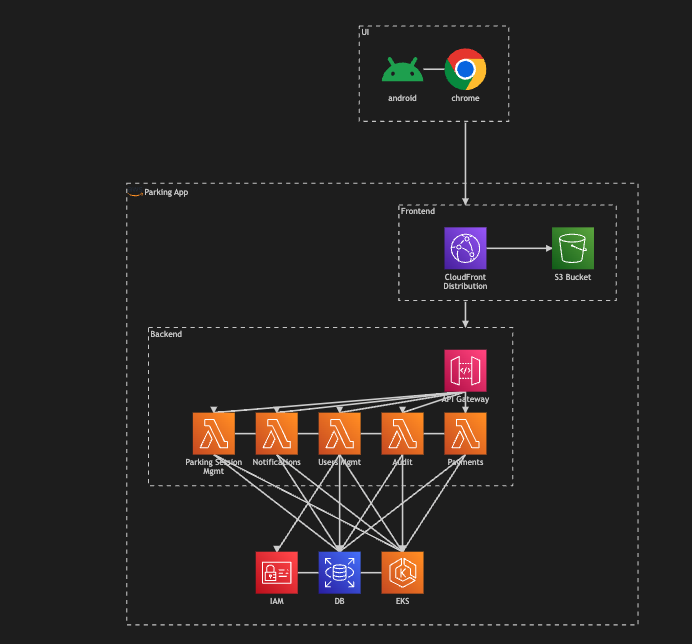 UI
android
chrome
Parking App
Frontend
CloudFront
Distribution
S3 Bucket
Backend
API Gateway
Parking Session
Mgmt
Notifications
Users Mgmt
Audit
Payments
IAM
DB
EKS